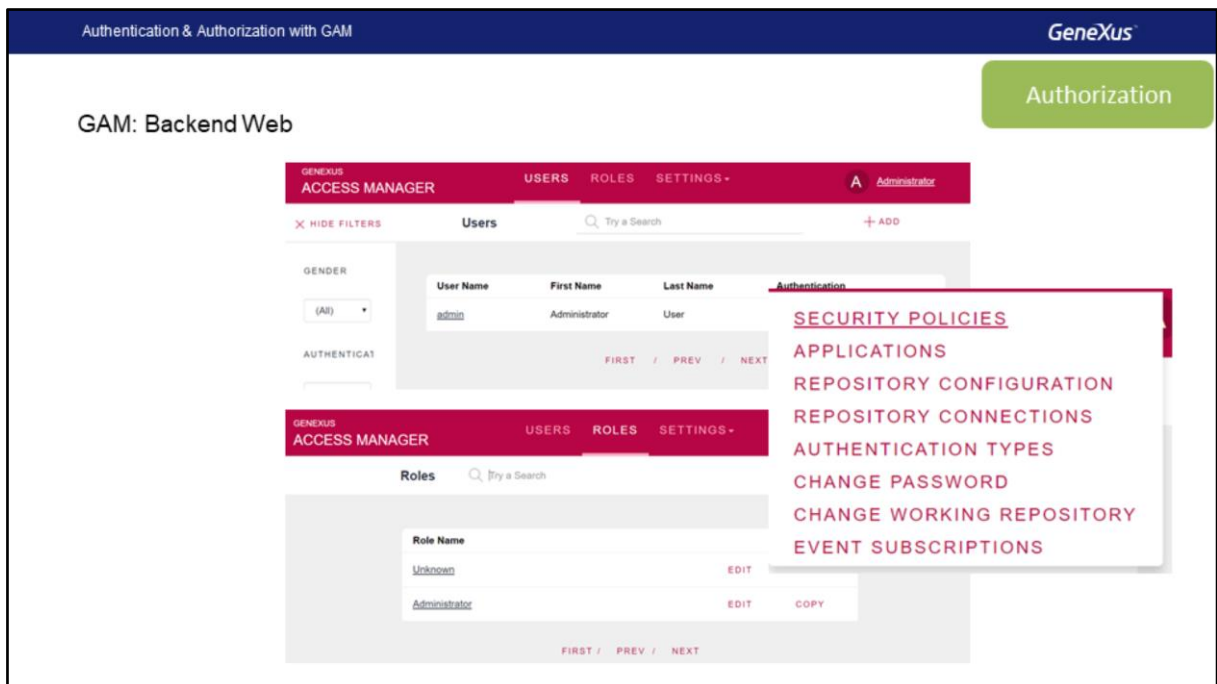 Authentication & Authorization with GAM
GeneXus™
Authorization
GAM: Backend Web
GENEXUS
ACCESS MANAGER
USERS ROLES SETTINGS
A Administrator
HIDE FILTERS
Users
Try a Search
+ ADD
GENDER
(All)
AUTHENTICAT
User Name First Name Last Name Authentication
admin Administrator User
FIRST / PREV / NEXT
SECURITY POLICIES
APPLICATIONS
REPOSITORY CONFIGURATION
REPOSITORY CONNECTIONS
AUTHENTICATION TYPES
CHANGE PASSWORD
CHANGE WORKING REPOSITORY
EVENT SUBSCRIPTIONS
GENEXUS
ACCESS MANAGER
USERS ROLES SETTINGS
Roles
Try a Search
Role Name
Unknown EDIT
Administrator EDIT COPY
FIRST / PREV / NEXT